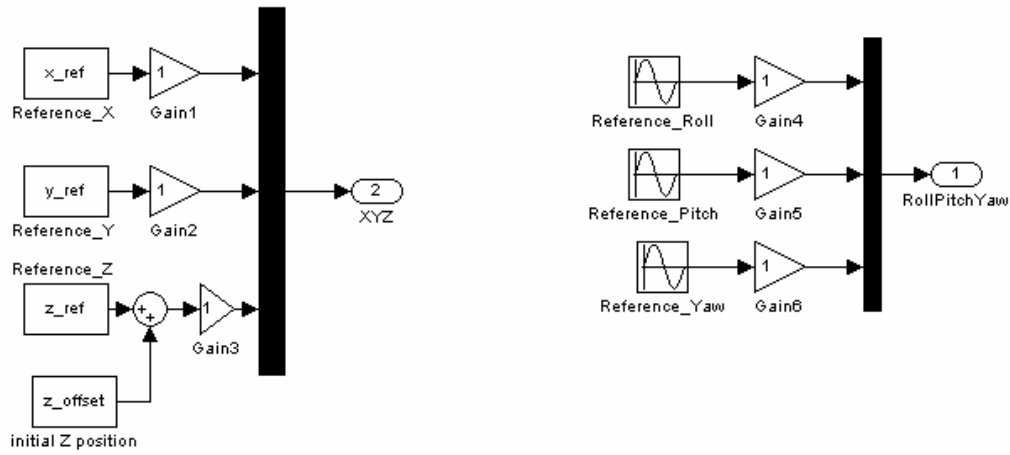 x_ref
1
Reference_X
Gain1
y_ref
1
Reference_Y
Gain2
2
XYZ
Reference_Z
z_ref
+
+
1
Gain3
z_offset
initial Z position
1
Reference_Roll
Gain4
1
Reference_Pitch
Gain5
1
RollPitchYaw
1
Reference_Yaw
Gain6